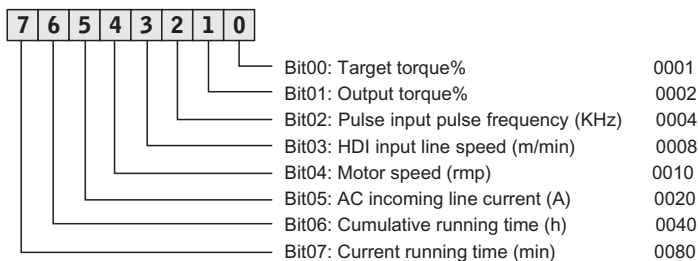 7 6 5 4 3 2 1 0
Bit00: Target torque% 0001
Bit01: Output torque% 0002
Bit02: Pulse input pulse frequency (KHz) 0004
Bit03: HDI input line speed (m/min) 0008
Bit04: Motor speed (rmp) 0010
Bit05: AC incoming line current (A) 0020
Bit06: Cumulative running time (h) 0040
Bit07: Current running time (min) 0080